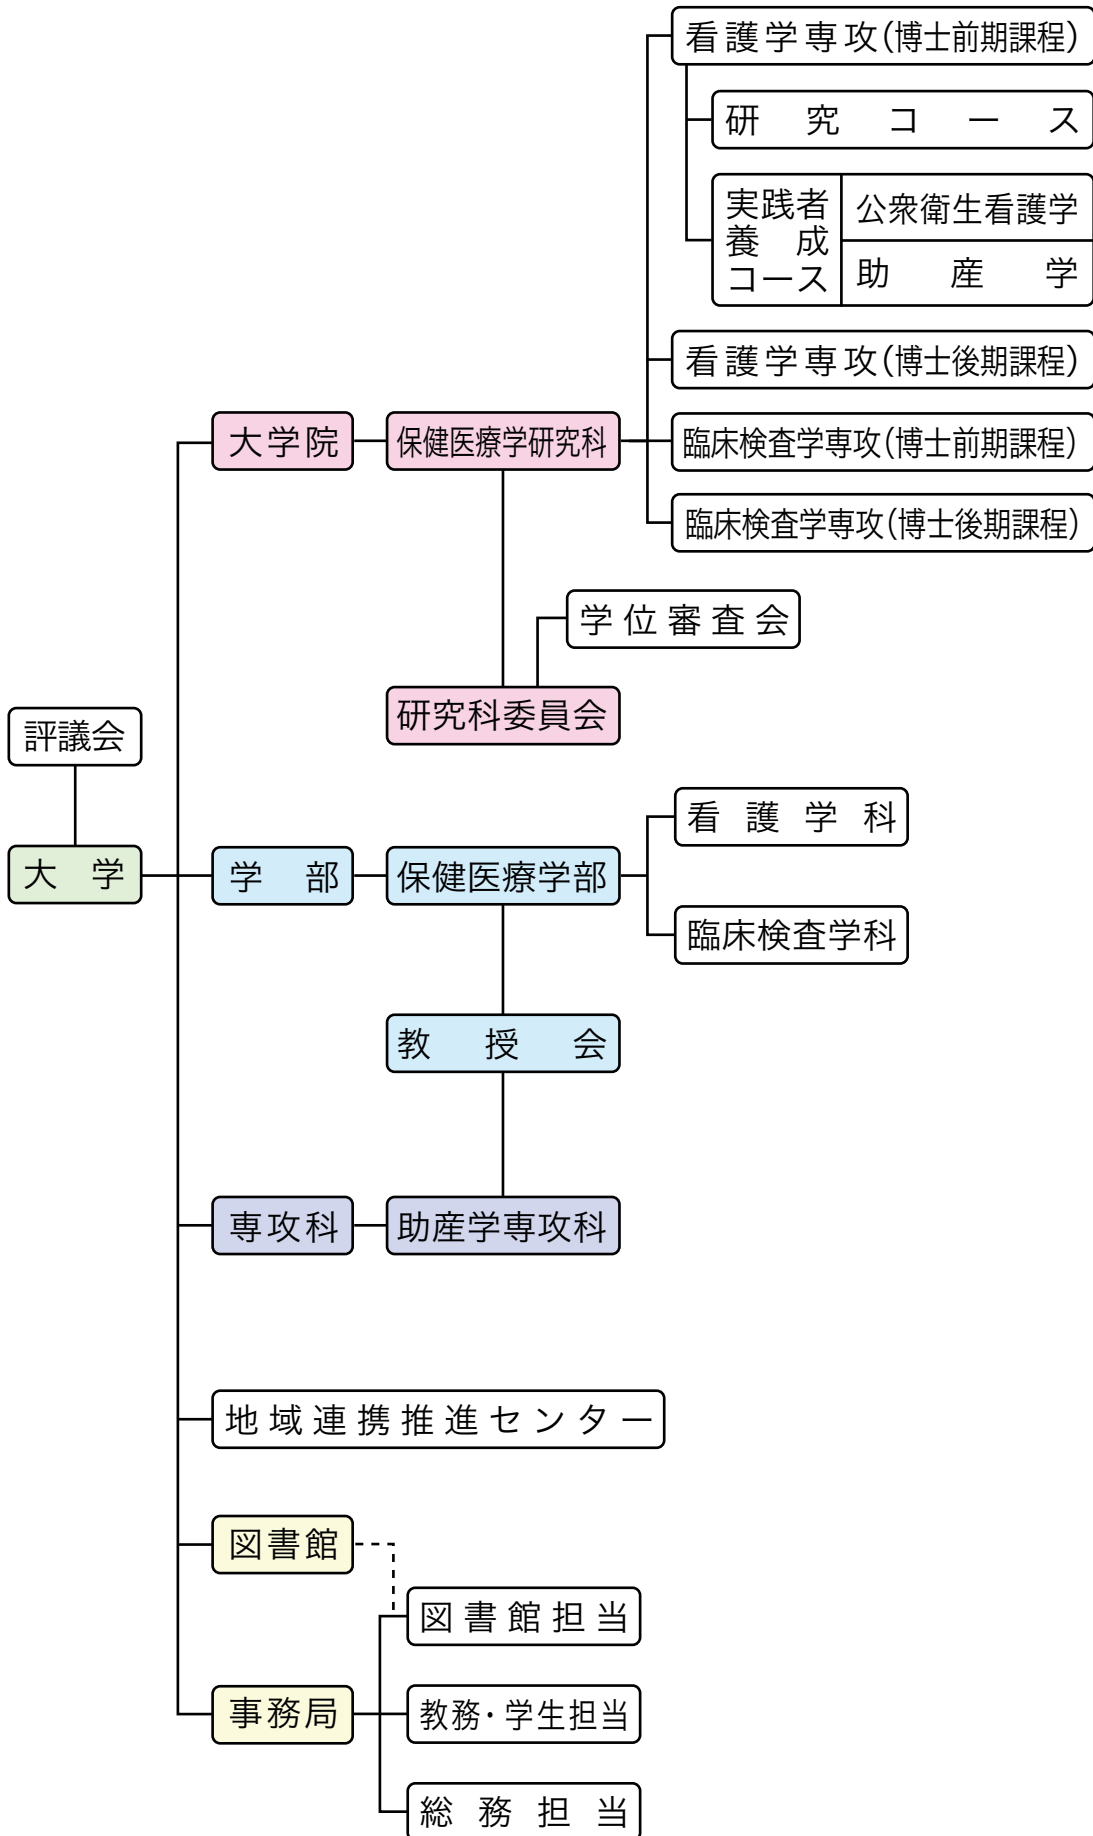 看護学専攻(博士前期課程)
研究コース
実践者
養成
コース
公衆衛生看護学
助産学
看護学専攻(博士後期課程)
大学院
保健医療学研究科
臨床検査学専攻(博士前期課程)
臨床検査学専攻(博士後期課程)
学位審査会
研究科委員会
評議会
看護学科
大学
学部
保健医療学部
臨床検査学科
教授会
専攻科
助産学専攻科
地域連携推進センター
図書館
図書館担当
事務局
教務・学生担当
総務担当